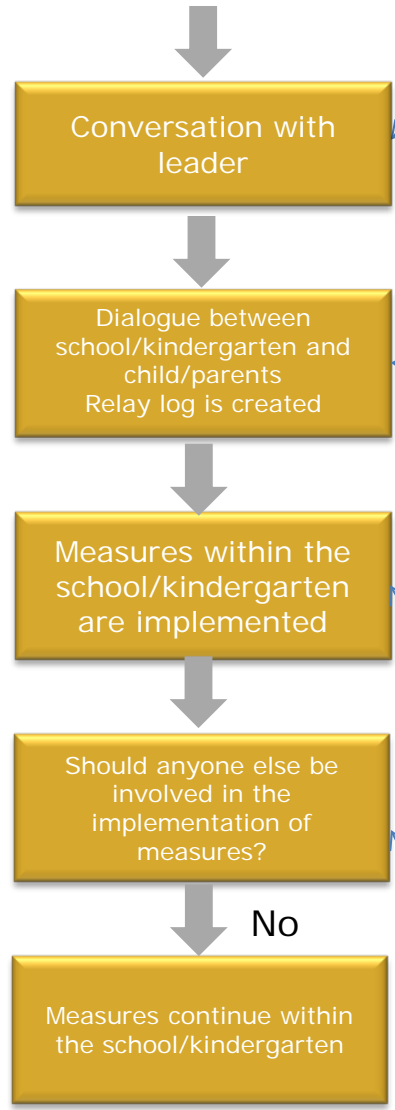 Conversation with
leader
Dialogue between
school/kindergarten and
child/parents
Relay log is created
Measures within the
school/kindergarten
are implemented
Should anyone else be
involved in the
implementation of
measures?
No
Measures continue within
the school/kindergarten